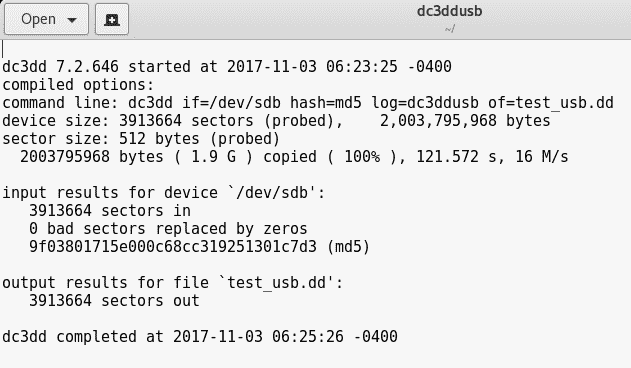 Open
dc3ddusb
~/
dc3dd 7.2.646 started at 2017-11-03 06:23:25 -0400
compiled options:
command line: dc3dd if=/dev/sdb hash=md5 log=dc3ddusb of=test_usb.dd
device size: 3913664 sectors (probed),    2,003,795,968 bytes
sector size: 512 bytes (probed)
  2003795968 bytes ( 1.9 G ) copied ( 100% ), 121.572 s, 16 M/s
input results for device `/dev/sdb':
   3913664 sectors in
   0 bad sectors replaced by zeros
   9f03801715e000c68cc319251301c7d3 (md5)
output results for file `test_usb.dd':
   3913664 sectors out
dc3dd completed at 2017-11-03 06:25:26 -0400